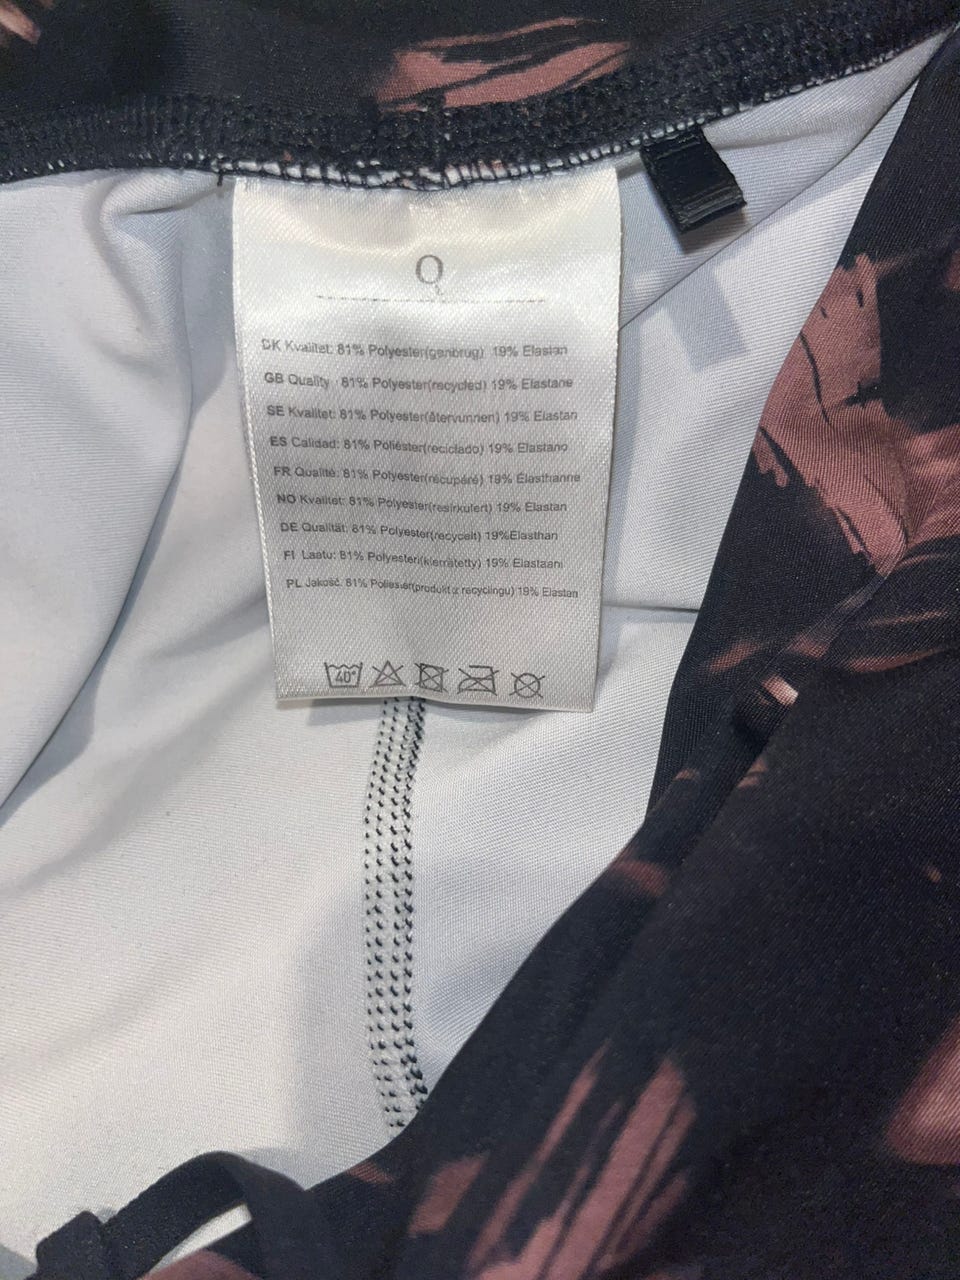 Q
DK Kvalitet: 81% Polyester(genbrug) 19% Elastan
GB Quality: 81% Polyester(recycled) 19% Elastane
SE Kvalitet: 81% Polyester(återvunnen) 19% Elastan
ES Calidad: 81% Poliéster(reciclado) 19% Elastano
FR Qualité: 81% Polyester(récupéré) 19% Élasthanne
NO Kvalitet: 81% Polyester(resirkulert) 19% Elastan
DE Qualität: 81% Polyester(recycelt) 19%Elasthan
FI Laatu: 81% Polyesteri(kierrätetty) 19% Elastaani
PL Jakość: 81% Poliester(produkt z recyclingu) 19% Elastan
40°